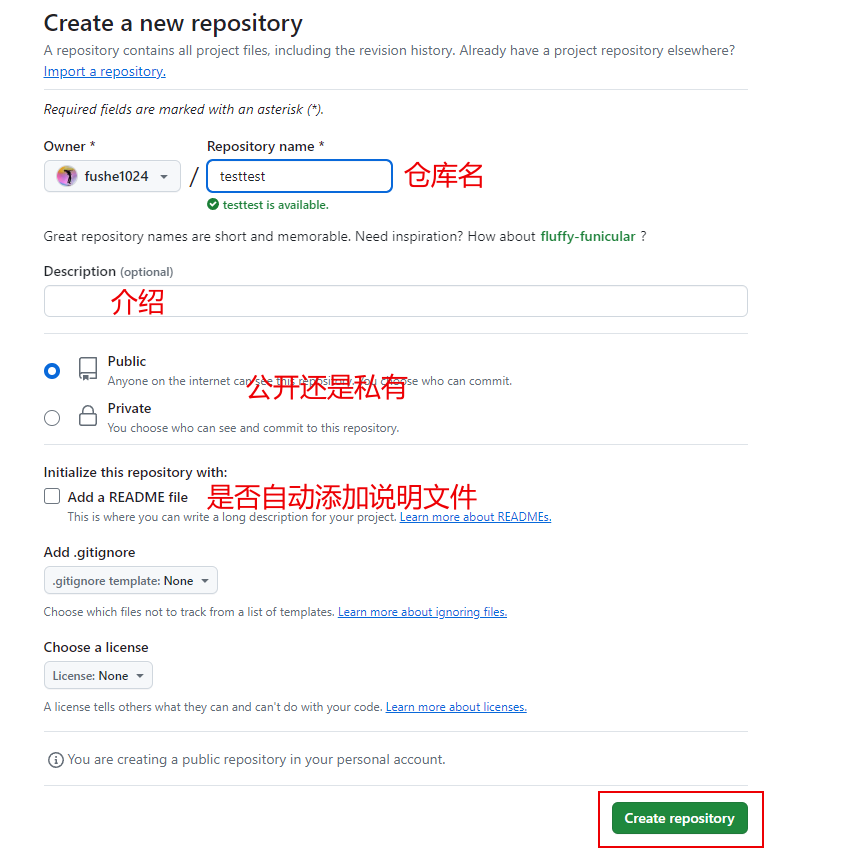 Create a new repository
A repository contains all project files, including the revision history. Already have a project repository elsewhere?
Import a repository.
Required fields are marked with an asterisk (*).
Owner *
Repository name *
fushe1024
/
testtest
仓库名
testtest is available.
Great repository names are short and memorable. Need inspiration? How about fluffy-funicular ?
Description (optional)
介绍
Public
Anyone on the internet can see this repository. You choose who can commit.
公开还是私有
Private
You choose who can see and commit to this repository.
Initialize this repository with:
Add a README file
是否自动添加说明文件
This is where you can write a long description for your project. Learn more about READMEs.
Add .gitignore
.gitignore template: None
Choose which files not to track from a list of templates. Learn more about ignoring files.
Choose a license
License: None
A license tells others what they can and can't do with your code. Learn more about licenses.
You are creating a public repository in your personal account.
Create repository